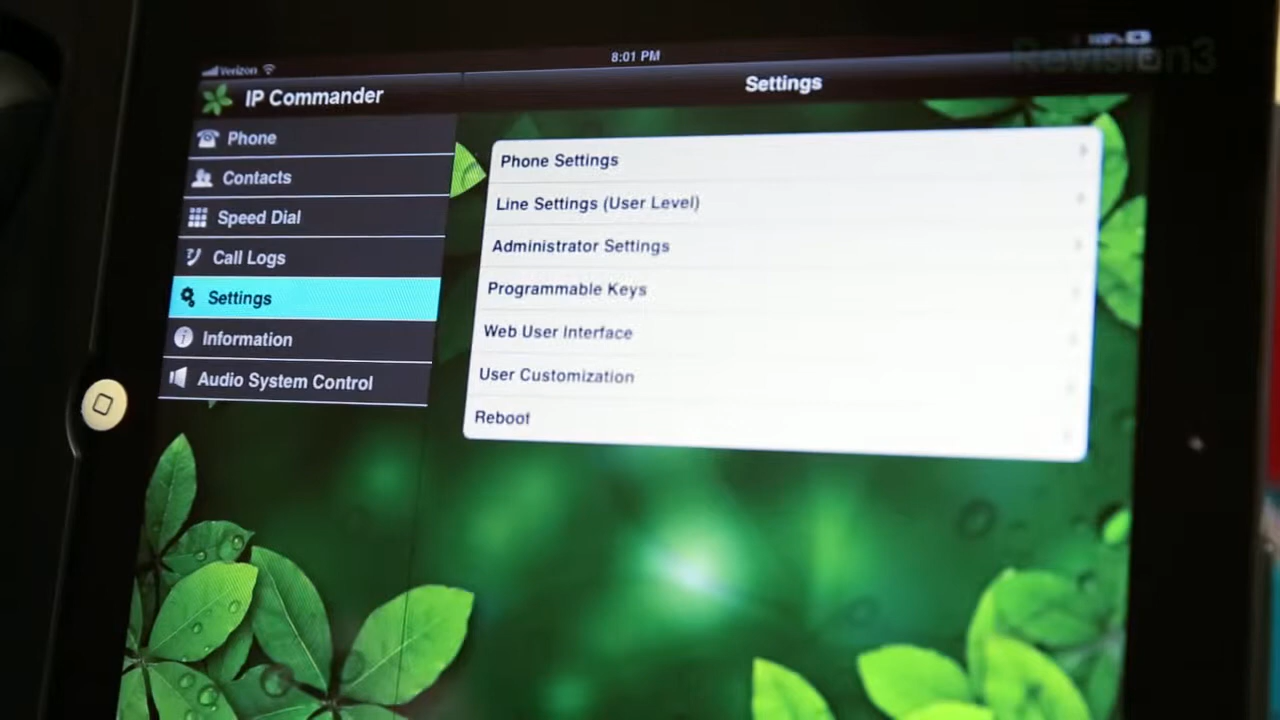 Verizon
8:01 PM
Revision3
IP Commander
Settings
Phone
Contacts
Speed Dial
Call Logs
Settings
Information
Audio System Control
Phone Settings
Line Settings (User Level)
Administrator Settings
Programmable Keys
Web User Interface
User Customization
Reboot